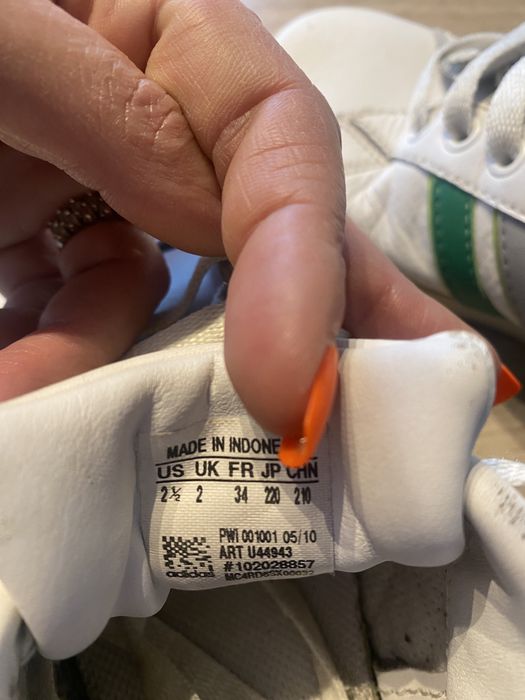 MADE IN INDONE
US UK FR JP CHN
2½ 2 34 220 210
PWI 001001 05/10
ART U44943
#102028857
adidas